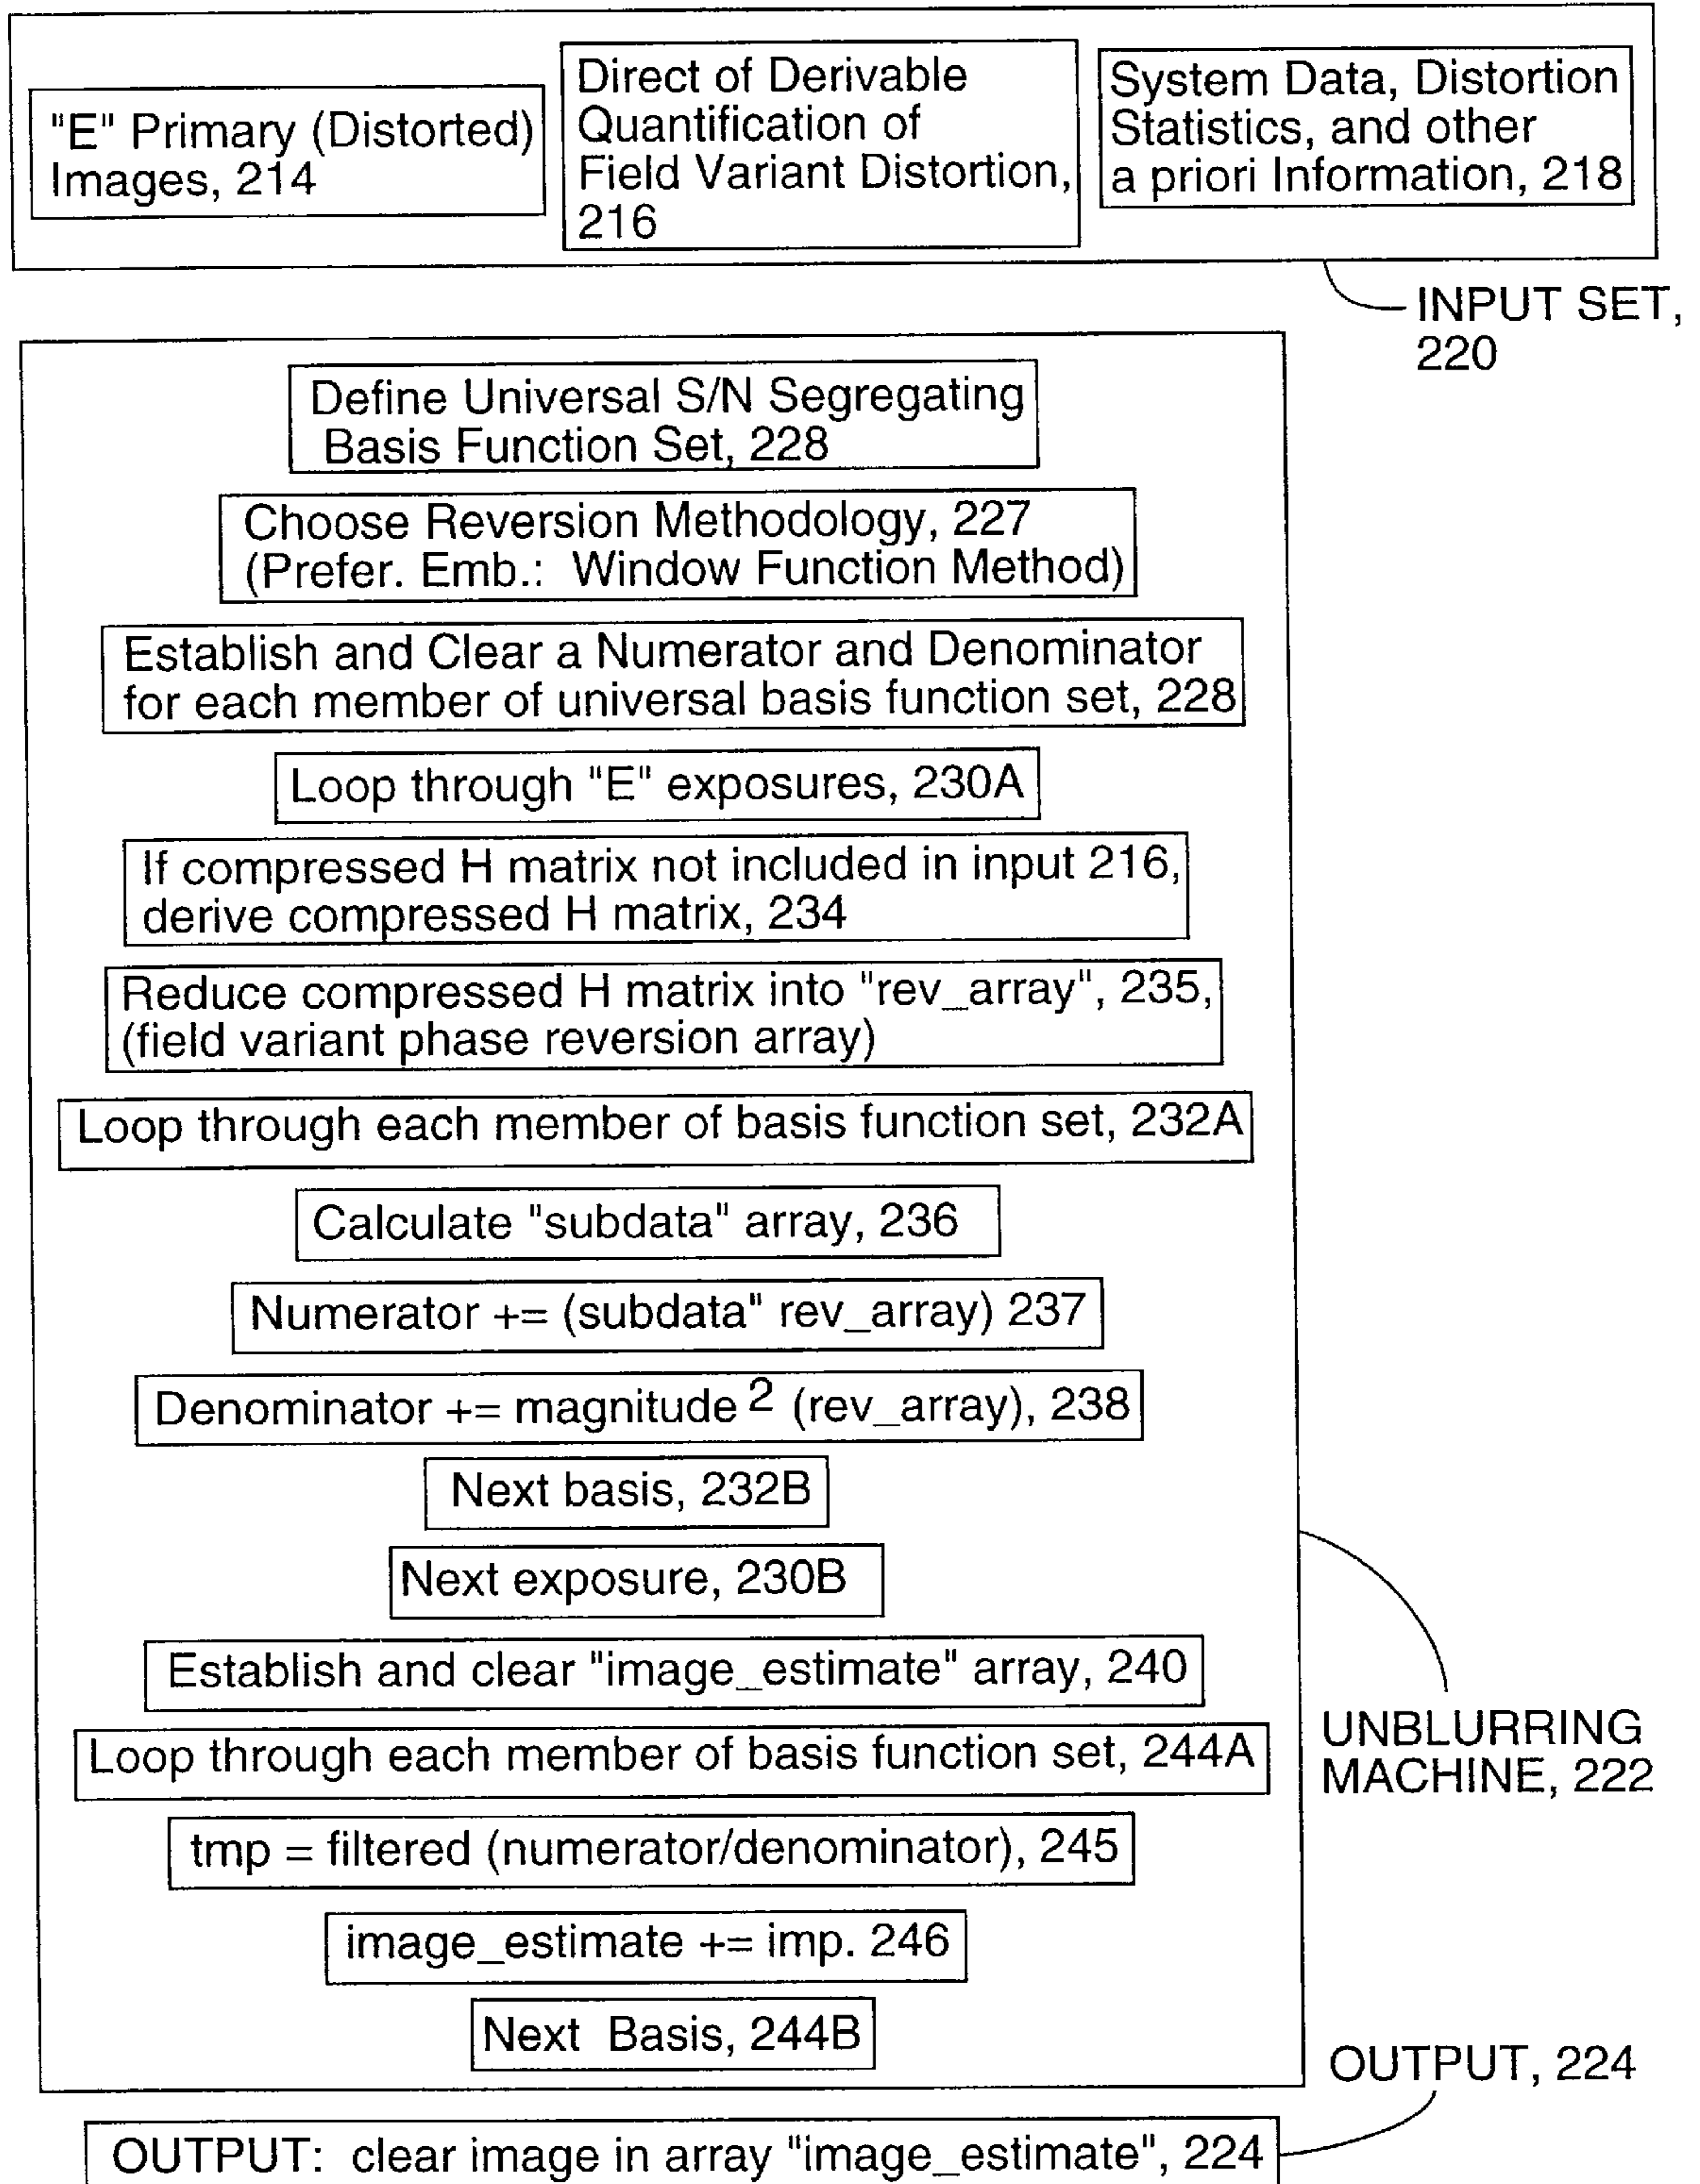 "E" Primary (Distorted)
Images, 214
Direct of Derivable
Quantification of
Field Variant Distortion,
216
System Data, Distortion
Statistics, and other
a priori Information, 218
INPUT SET,
220
Define Universal S/N Segregating
Basis Function Set, 228
Choose Reversion Methodology, 227
(Prefer. Emb.: Window Function Method)
Establish and Clear a Numerator and Denominator
for each member of universal basis function set, 228
Loop through "E" exposures, 230A
If compressed H matrix not included in input 216,
derive compressed H matrix, 234
Reduce compressed H matrix into "rev_array", 235,
(field variant phase reversion array)
Loop through each member of basis function set, 232A
Calculate "subdata" array, 236
Numerator += (subdata" rev_array) 237
Denominator += magnitude 2 (rev_array), 238
Next basis, 232B
Next exposure, 230B
Establish and clear "image_estimate" array, 240
Loop through each member of basis function set, 244A
tmp = filtered (numerator/denominator), 245
image_estimate += imp. 246
Next Basis, 244B
UNBLURRING
MACHINE, 222
OUTPUT, 224
OUTPUT: clear image in array "image_estimate", 224